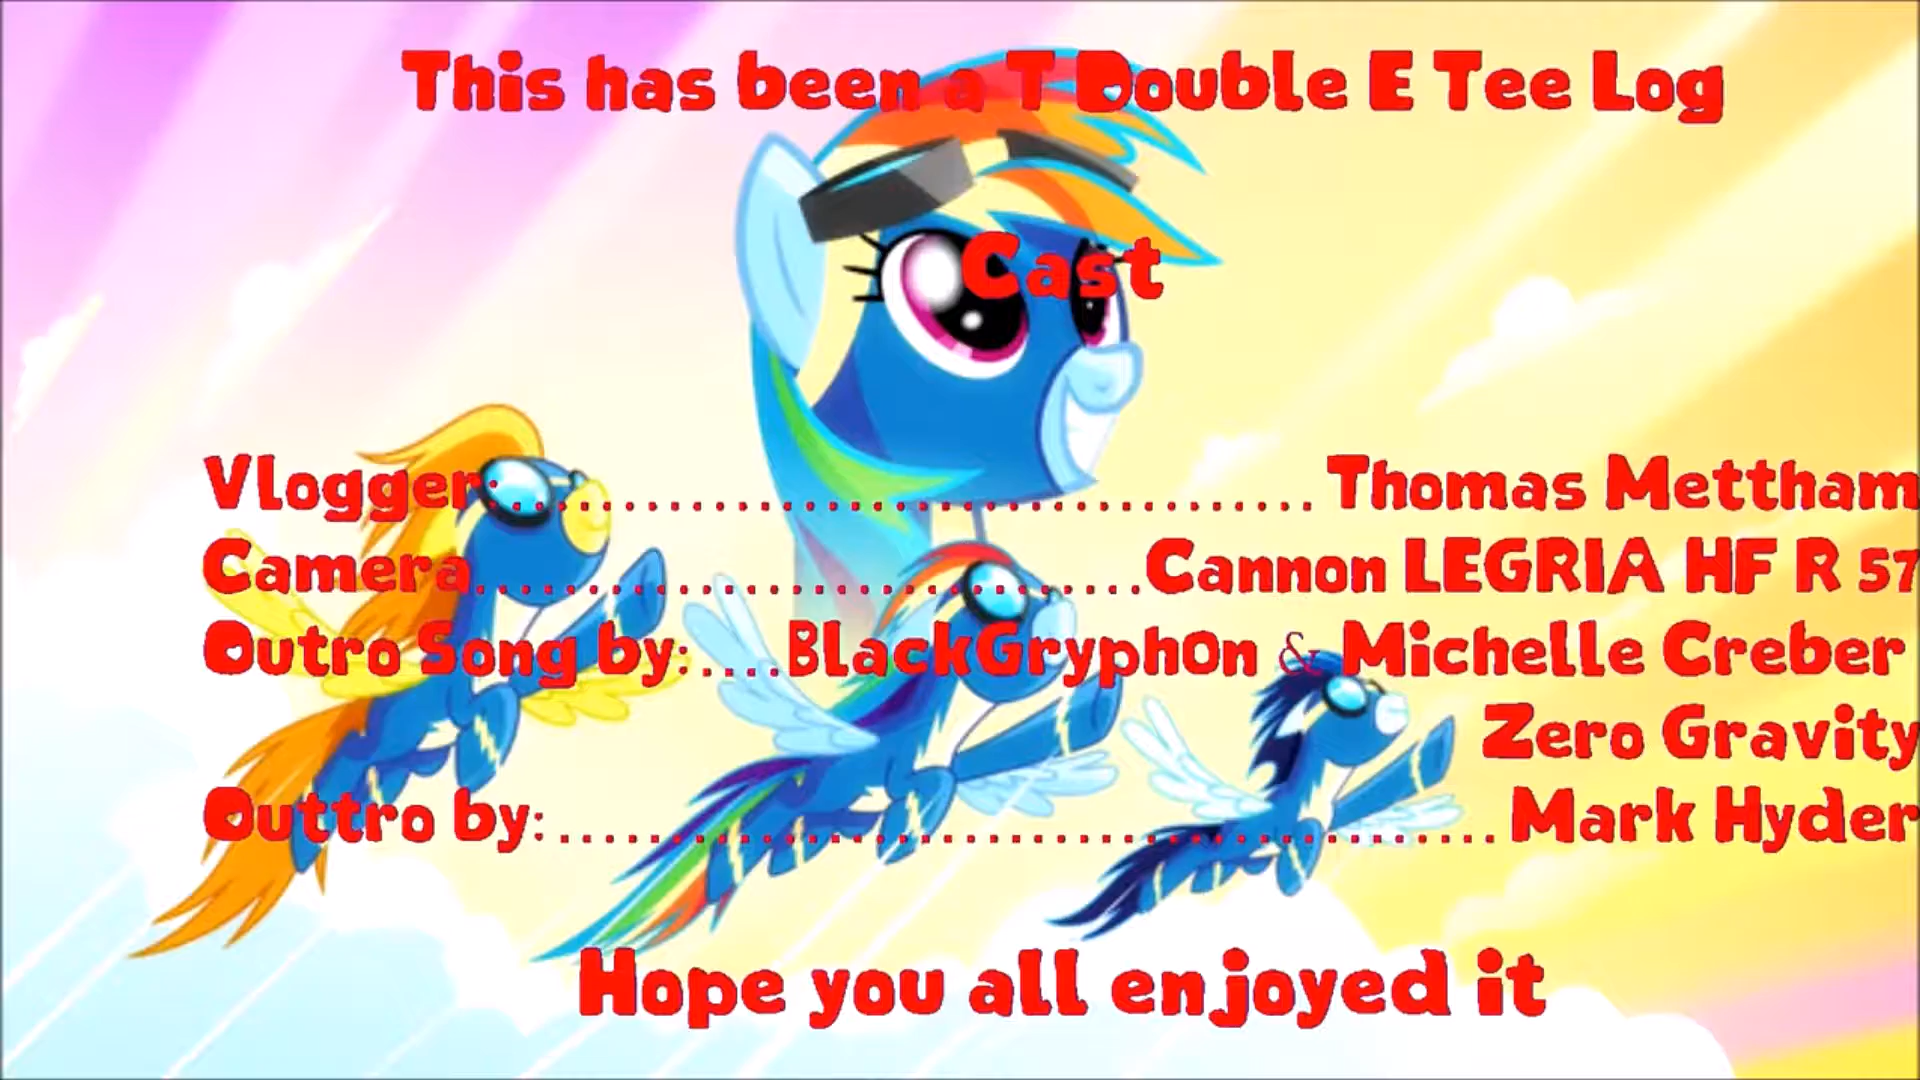 This has been a T Double E Tee Log
Cast
Vlogger:................................ Thomas Mettham
Camera..........................Cannon LEGRIA HF R 57
Outro Song by:....BlackGryph0n & Michelle Creber
Zero Gravity
Outtro by:..................................... Mark Hyder
Hope you all enjoyed it